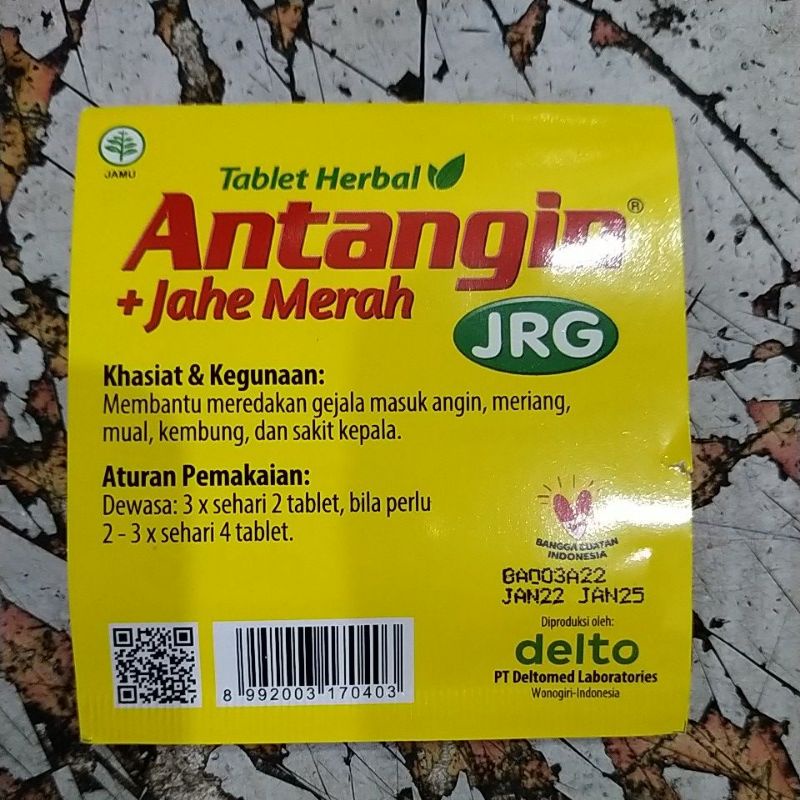 JAMU
Tablet Herbal
Antangin®
+ Jahe Merah
JRG
Khasiat & Kegunaan:
Membantu meredakan gejala masuk angin, meriang,
mual, kembung, dan sakit kepala.
Aturan Pemakaian:
Dewasa: 3 x sehari 2 tablet, bila perlu
2 - 3 x sehari 4 tablet.
BANGGA BUATAN
INDONESIA
BAQ03A22
JAN22 JAN25
Diproduksi oleh:
delto
PT Deltomed Laboratories
Wonogiri-Indonesia
8 992003 170403